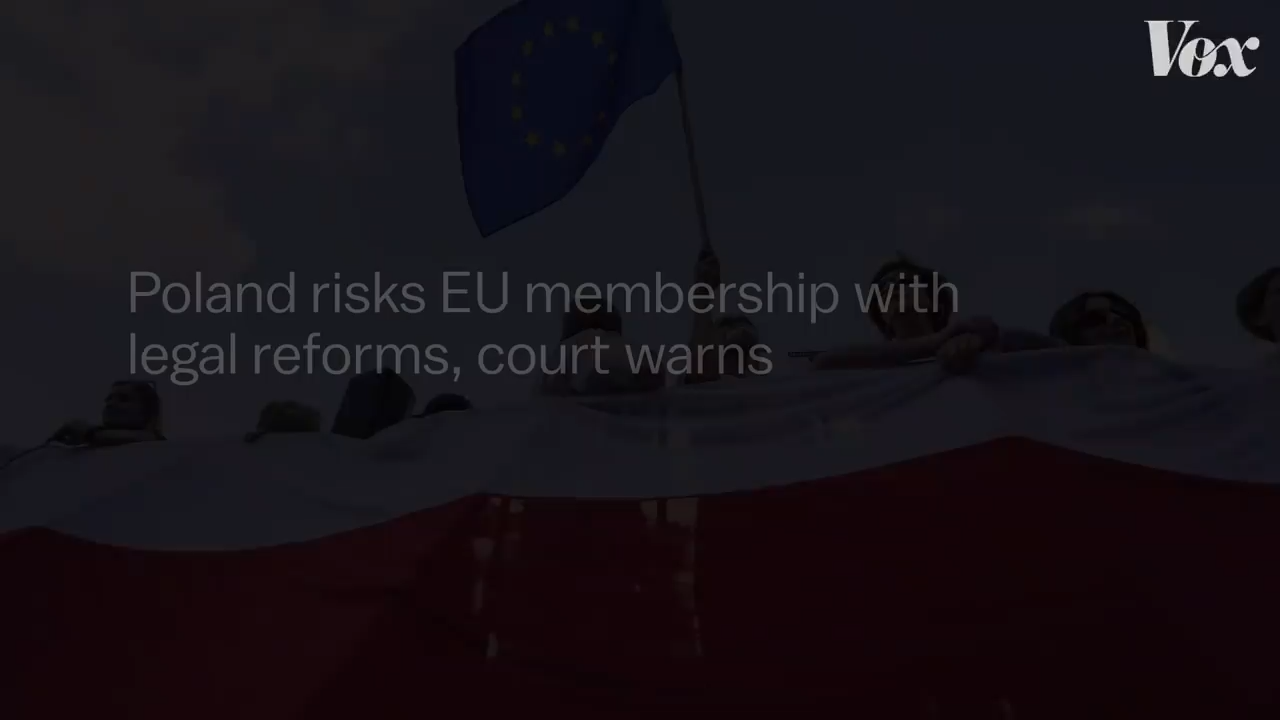 Vox
Poland risks EU membership with
legal reforms, court warns